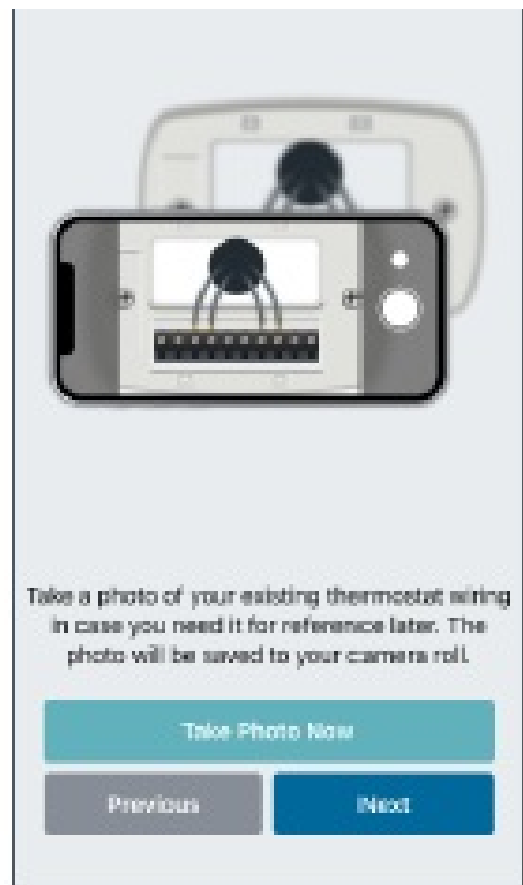 Take a photo of your existing thermostat wiring
in case you need it for reference later. The
photo will be saved to your camera roll.
Take Photo Now
Previous
Next